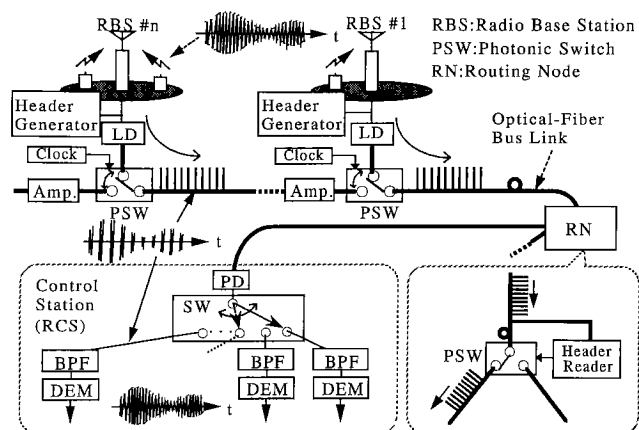 RBS #n
t
RBS #1
RBS:Radio Base Station
PSW:Photonic Switch
RN:Routing Node
Header
Generator
LD
Header
Generator
LD
Optical-Fiber
Bus Link
Clock
Clock
Amp.
PSW
Amp.
PSW
RN
t
Control
Station
(RCS)
PD
SW
BPF
BPF
BPF
DEM
DEM
DEM
t
PSW
Header
Reader